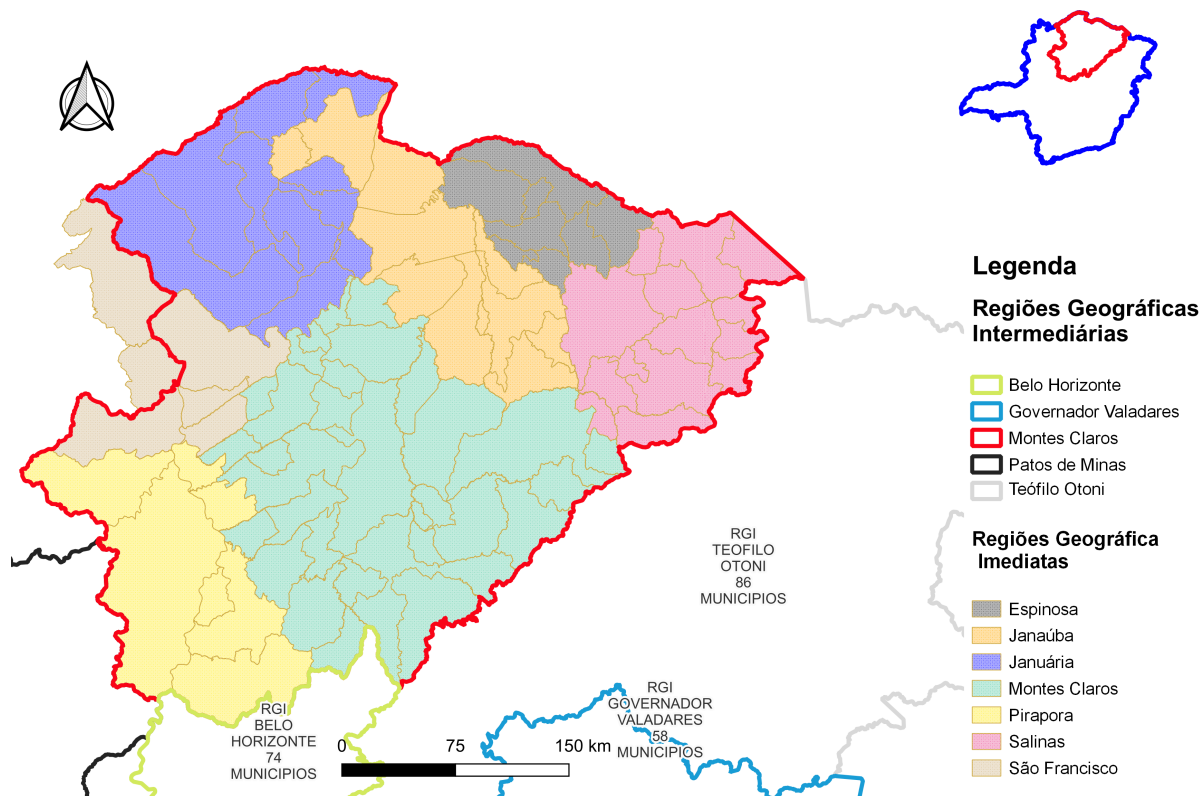 Legenda
Regiões Geográficas
Intermediárias
Belo Horizonte
Governador Valadares
Montes Claros
Patos de Minas
Teófilo Otoni
Regiões Geográfica
Imediatas
Espinosa
Janaúba
Januária
Montes Claros
Pirapora
Salinas
São Francisco
RGI
TEOFILO
OTONI
86
MUNICIPIOS
RGI
GOVERNADOR
VALADARES
58
MUNICIPIOS
RGI
BELO
HORIZONTE
74
MUNICIPIOS
0 75 150 km